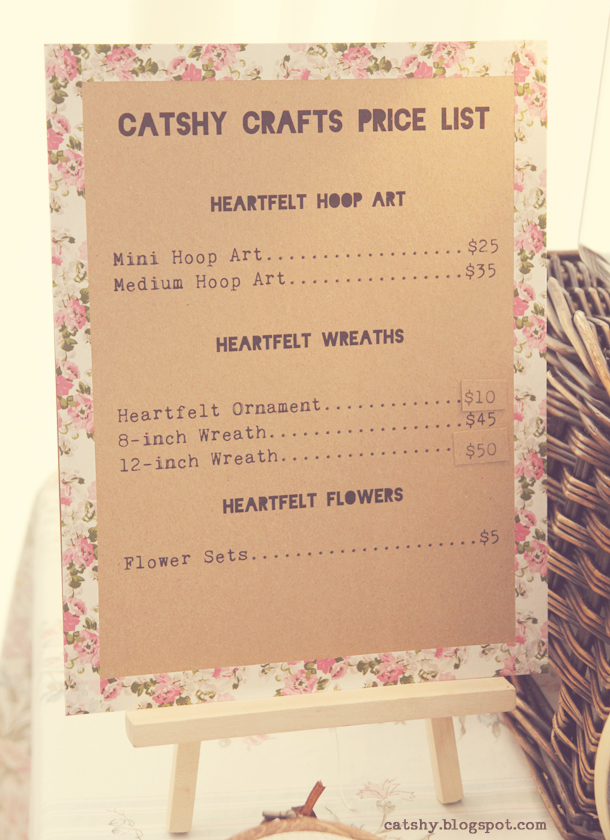 CATSHY CRAFTS PRICE LIST
HEARTFELT HOOP ART
Mini Hoop Art..................$25
Medium Hoop Art................$35
HEARTFELT WREATHS
Heartfelt Ornament.............$10
8-inch Wreath..................$45
12-inch Wreath................$50
HEARTFELT FLOWERS
Flower Sets.....................$5
catshy.blogspot.com